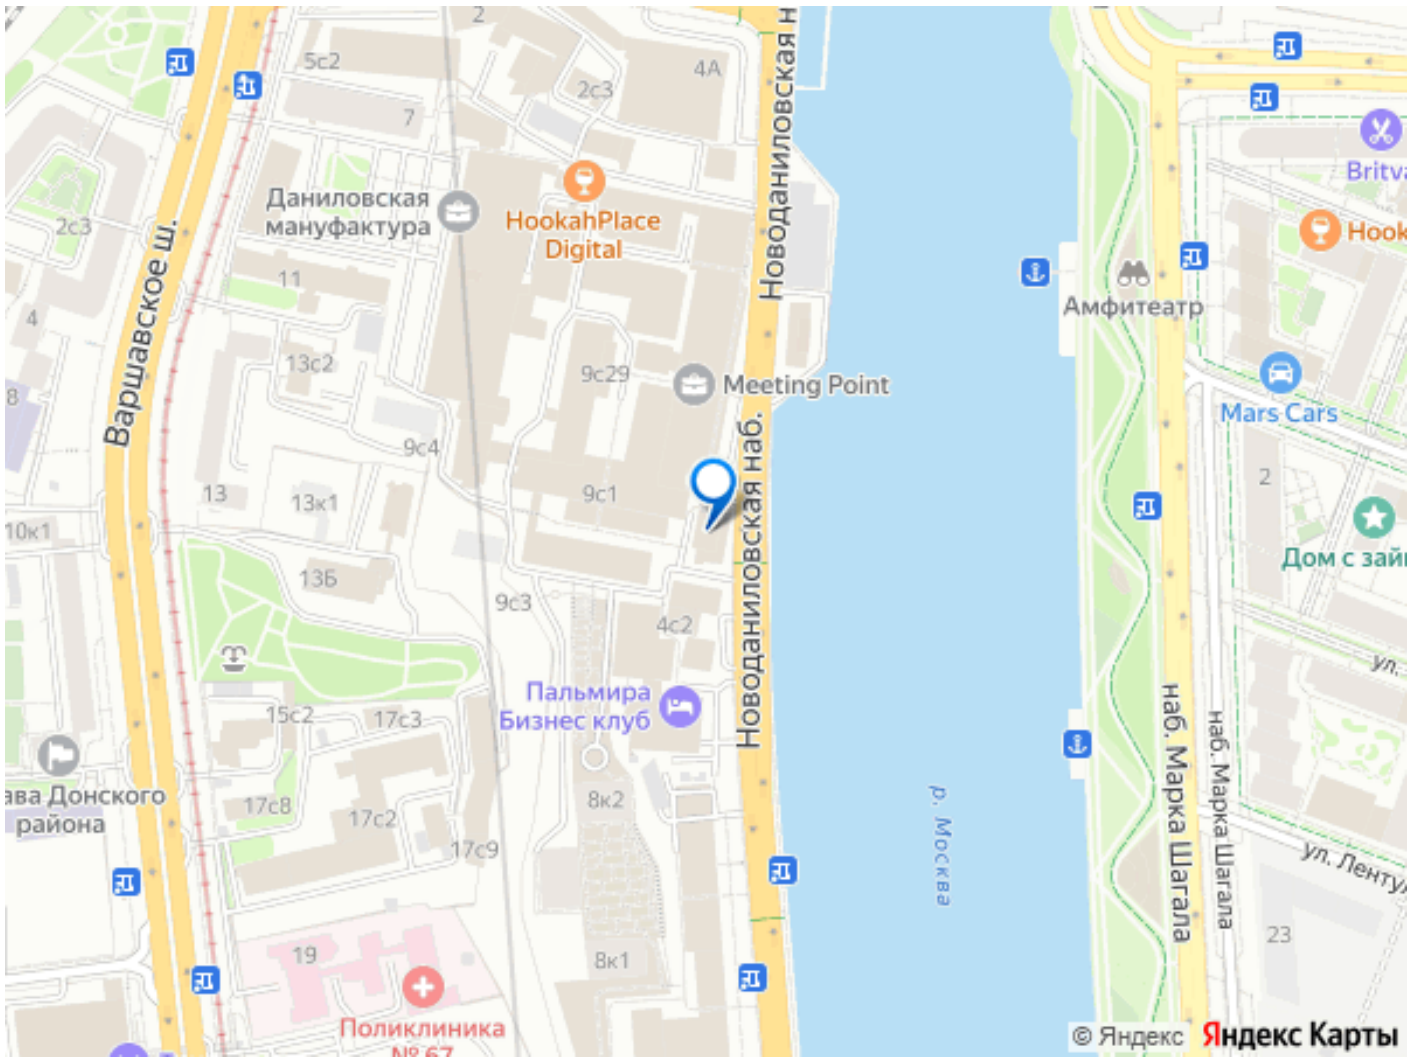 2
5с2
4А
2с3
7
Новоданиловская н
Britva
Даниловская
мануфактура
HookahPlace
Digital
2с3
Hook
Варшавское ш.
11
4
Амфитеатр
13с2
9с29
Meeting Point
8
Mars Cars
9с4
Новоданиловская наб.
13
13к1
9с1
2
10к1
Дом с зай
13Б
9с3
4с2
ул.
Пальмира
Бизнес клуб
15с2
17с3
наб. Марка Шагала
наб. Марка Шагала
ава Донского
района
17с8
17с2
8к2
р. Москва
17с9
ул. Ленту
19
8к1
23
Поликлиника
№ 67
© Яндекс
Яндекс Карты